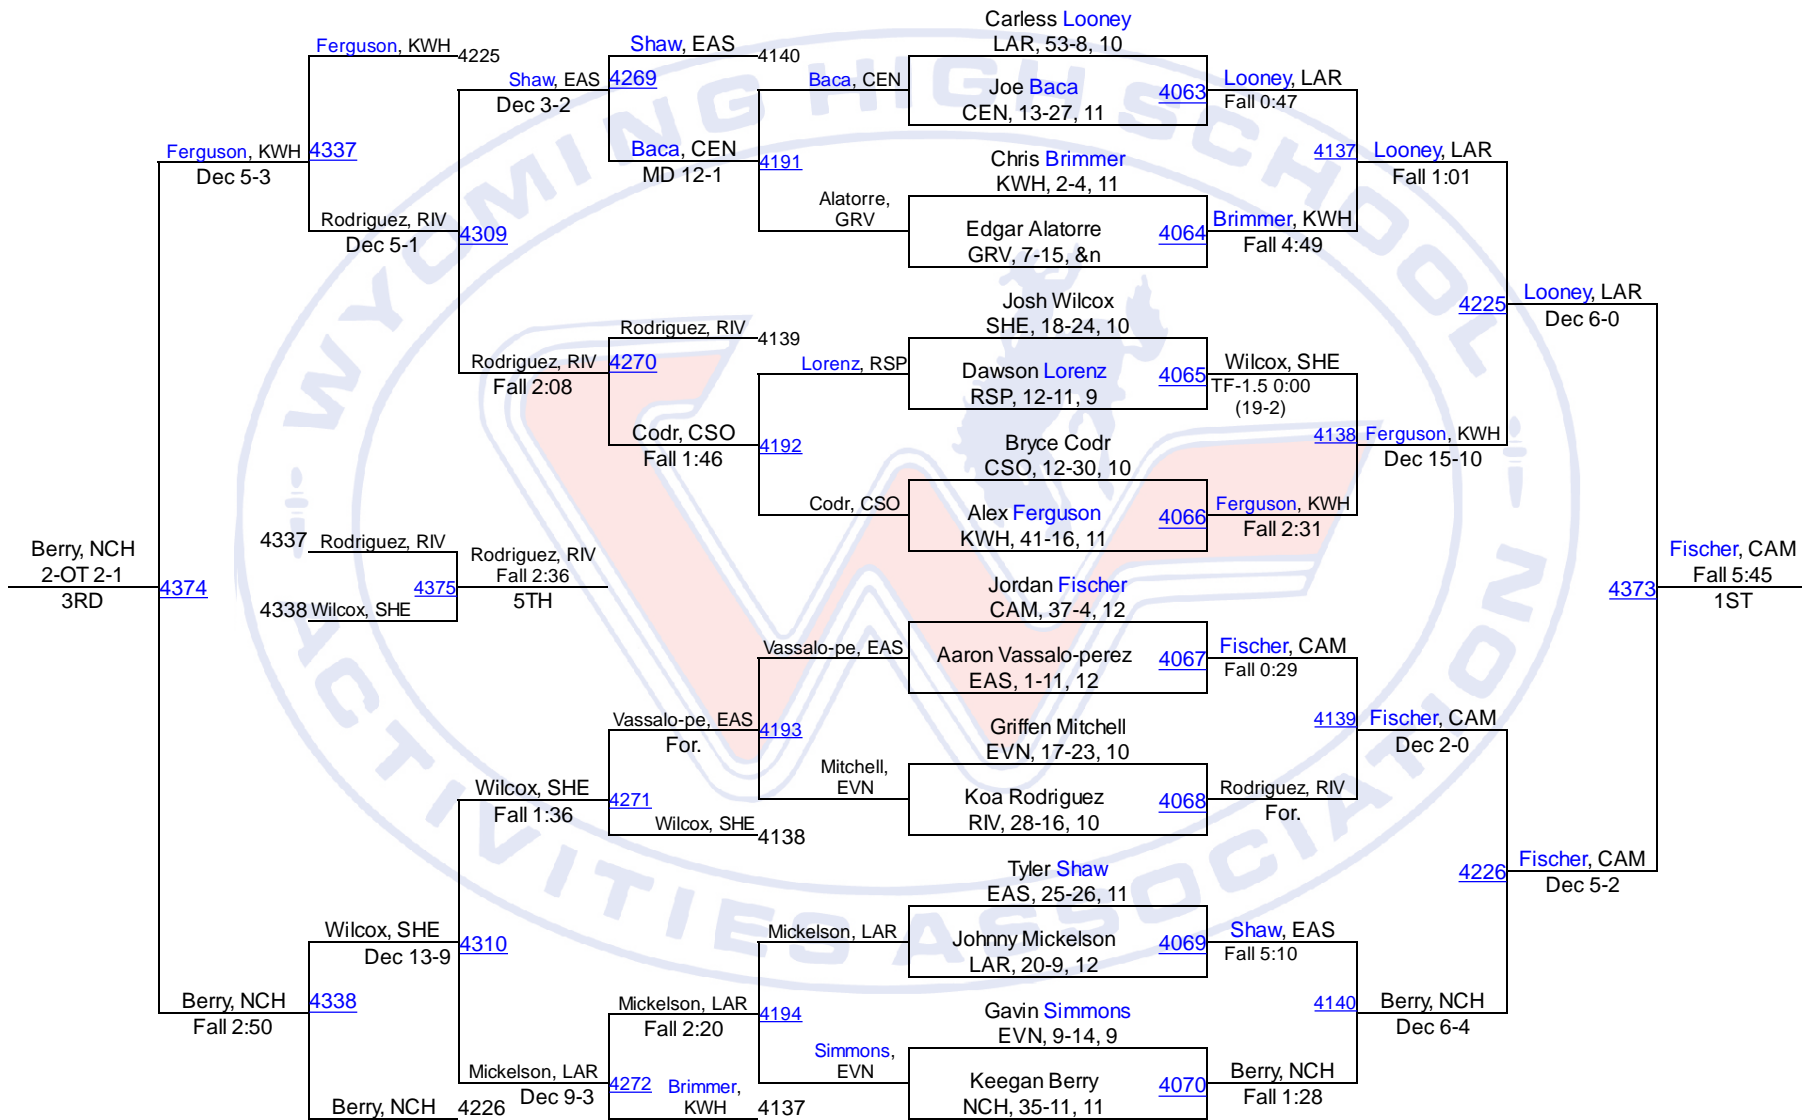 WYOMING HIGH SCHOOL
ACTIVITIES ASSOCIATION
Carless Looney
LAR, 53-8, 10
Joe Baca
CEN, 13-27, 11
4063
Chris Brimmer
KWH, 2-4, 11
Edgar Alatorre
GRV, 7-15, &n
4064
Josh Wilcox
SHE, 18-24, 10
Dawson Lorenz
RSP, 12-11, 9
4065
Bryce Codr
CSO, 12-30, 10
Alex Ferguson
KWH, 41-16, 11
4066
Jordan Fischer
CAM, 37-4, 12
Aaron Vassalo-perez
EAS, 1-11, 12
4067
Griffen Mitchell
EVN, 17-23, 10
Koa Rodriguez
RIV, 28-16, 10
4068
Tyler Shaw
EAS, 25-26, 11
Johnny Mickelson
LAR, 20-9, 12
4069
Gavin Simmons
EVN, 9-14, 9
Keegan Berry
NCH, 35-11, 11
4070
Looney, LAR
Fall 0:47
Brimmer, KWH
Fall 4:49
Wilcox, SHE
TF-1.5 0:00
(19-2)
Ferguson, KWH
Fall 2:31
Fischer, CAM
Fall 0:29
Rodriguez, RIV
For.
Shaw, EAS
Fall 5:10
Berry, NCH
Fall 1:28
4137
Looney, LAR
Fall 1:01
4138
Ferguson, KWH
Dec 15-10
4139
Fischer, CAM
Dec 2-0
4140
Berry, NCH
Dec 6-4
4225
Looney, LAR
Dec 6-0
4226
Fischer, CAM
Dec 5-2
4373
Fischer, CAM
Fall 5:45
1ST
Baca, CEN
Alatorre,
GRV
4191
Lorenz, RSP
Codr, CSO
4192
Vassalo-pe, EAS
Mitchell,
EVN
4193
Mickelson, LAR
Simmons,
EVN
4194
Shaw, EAS
4140
Baca, CEN
MD 12-1
4269
Rodriguez, RIV
4139
Codr, CSO
Fall 1:46
4270
Vassalo-pe, EAS
For.
Wilcox, SHE
4138
4271
Mickelson, LAR
Fall 2:20
Brimmer,
KWH
4137
4272
Shaw, EAS
Dec 3-2
Rodriguez, RIV
Fall 2:08
4309
Wilcox, SHE
Fall 1:36
Mickelson, LAR
Dec 9-3
4310
Ferguson, KWH
4225
Rodriguez, RIV
Dec 5-1
4337
Wilcox, SHE
Dec 13-9
Berry, NCH
4226
4338
Ferguson, KWH
Dec 5-3
Berry, NCH
Fall 2:50
4374
Berry, NCH
2-OT 2-1
3RD
4337
Rodriguez, RIV
4338
Wilcox, SHE
4375
Rodriguez, RIV
Fall 2:36
5TH